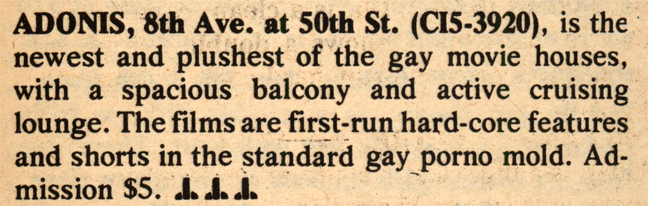 ADONIS, 8th Ave. at 50th St. (CI5-3920), is the
newest and plushest of the gay movie houses,
with a spacious balcony and active cruising
lounge. The films are first-run hard-core features
and shorts in the standard gay porno mold. Ad-
mission $5.